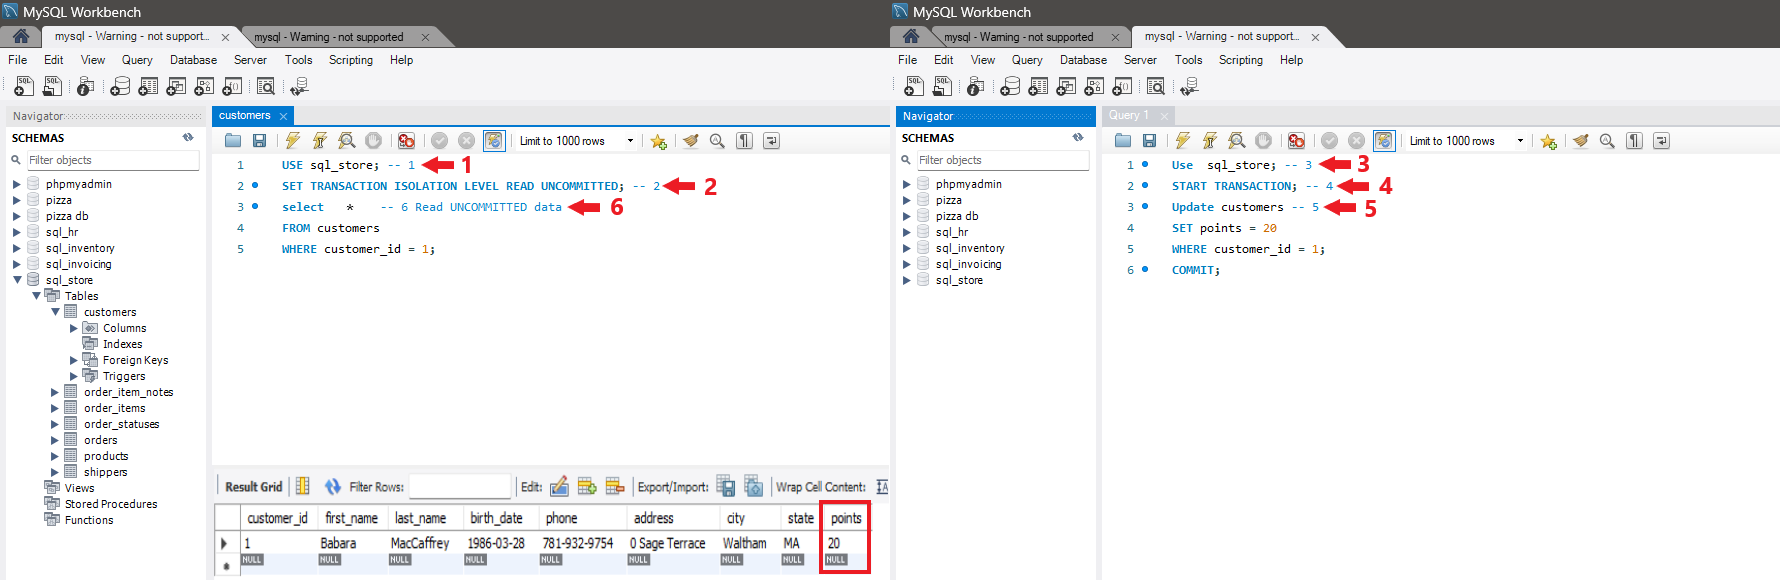 MySQL Workbench
mysql - Warning - not support...
mysql - Warning - not supported
File Edit View Query Database Server Tools Scripting Help
Navigator
SCHEMAS
Filter objects
phpmyadmin
pizza
pizza db
sql_hr
sql_inventory
sql_invoicing
sql_store
Tables
customers
Columns
Indexes
Foreign Keys
Triggers
order_item_notes
order_items
order_statuses
orders
products
shippers
Views
Stored Procedures
Functions
customers
Limit to 1000 rows
1 USE sql_store; -- 1 1
2 SET TRANSACTION ISOLATION LEVEL READ UNCOMMITTED; -- 2 2
3 select * -- 6 Read UNCOMMITTED data 6
4 FROM customers
5 WHERE customer_id = 1;
Result Grid Filter Rows: Edit: Export/Import: Wrap Cell Content: IA
customer_id first_name last_name birth_date phone address city state points
1 Babara MacCaffrey 1986-03-28 781-932-9754 0 Sage Terrace Waltham MA 20
NULL NULL NULL NULL NULL NULL NULL NULL NULL
MySQL Workbench
mysql - Warning - not supported
mysql - Warning - not support...
File Edit View Query Database Server Tools Scripting Help
Navigator
SCHEMAS
Filter objects
phpmyadmin
pizza
pizza db
sql_hr
sql_inventory
sql_invoicing
sql_store
Query 1
Limit to 1000 rows
1 Use sql_store; -- 3 3
2 START TRANSACTION; -- 4 4
3 Update customers -- 5 5
4 SET points = 20
5 WHERE customer_id = 1;
6 COMMIT;